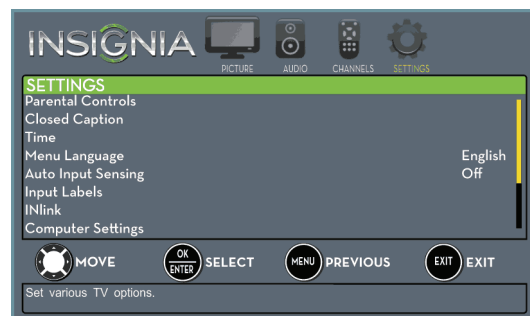 INSIGNIA
PICTURE AUDIO CHANNELS SETTINGS
SETTINGS
Parental Controls
Closed Caption
Time
Menu Language English
Auto Input Sensing Off
Input Labels
INlink
Computer Settings
MOVE OK ENTER SELECT MENU PREVIOUS EXIT EXIT
Set various TV options.